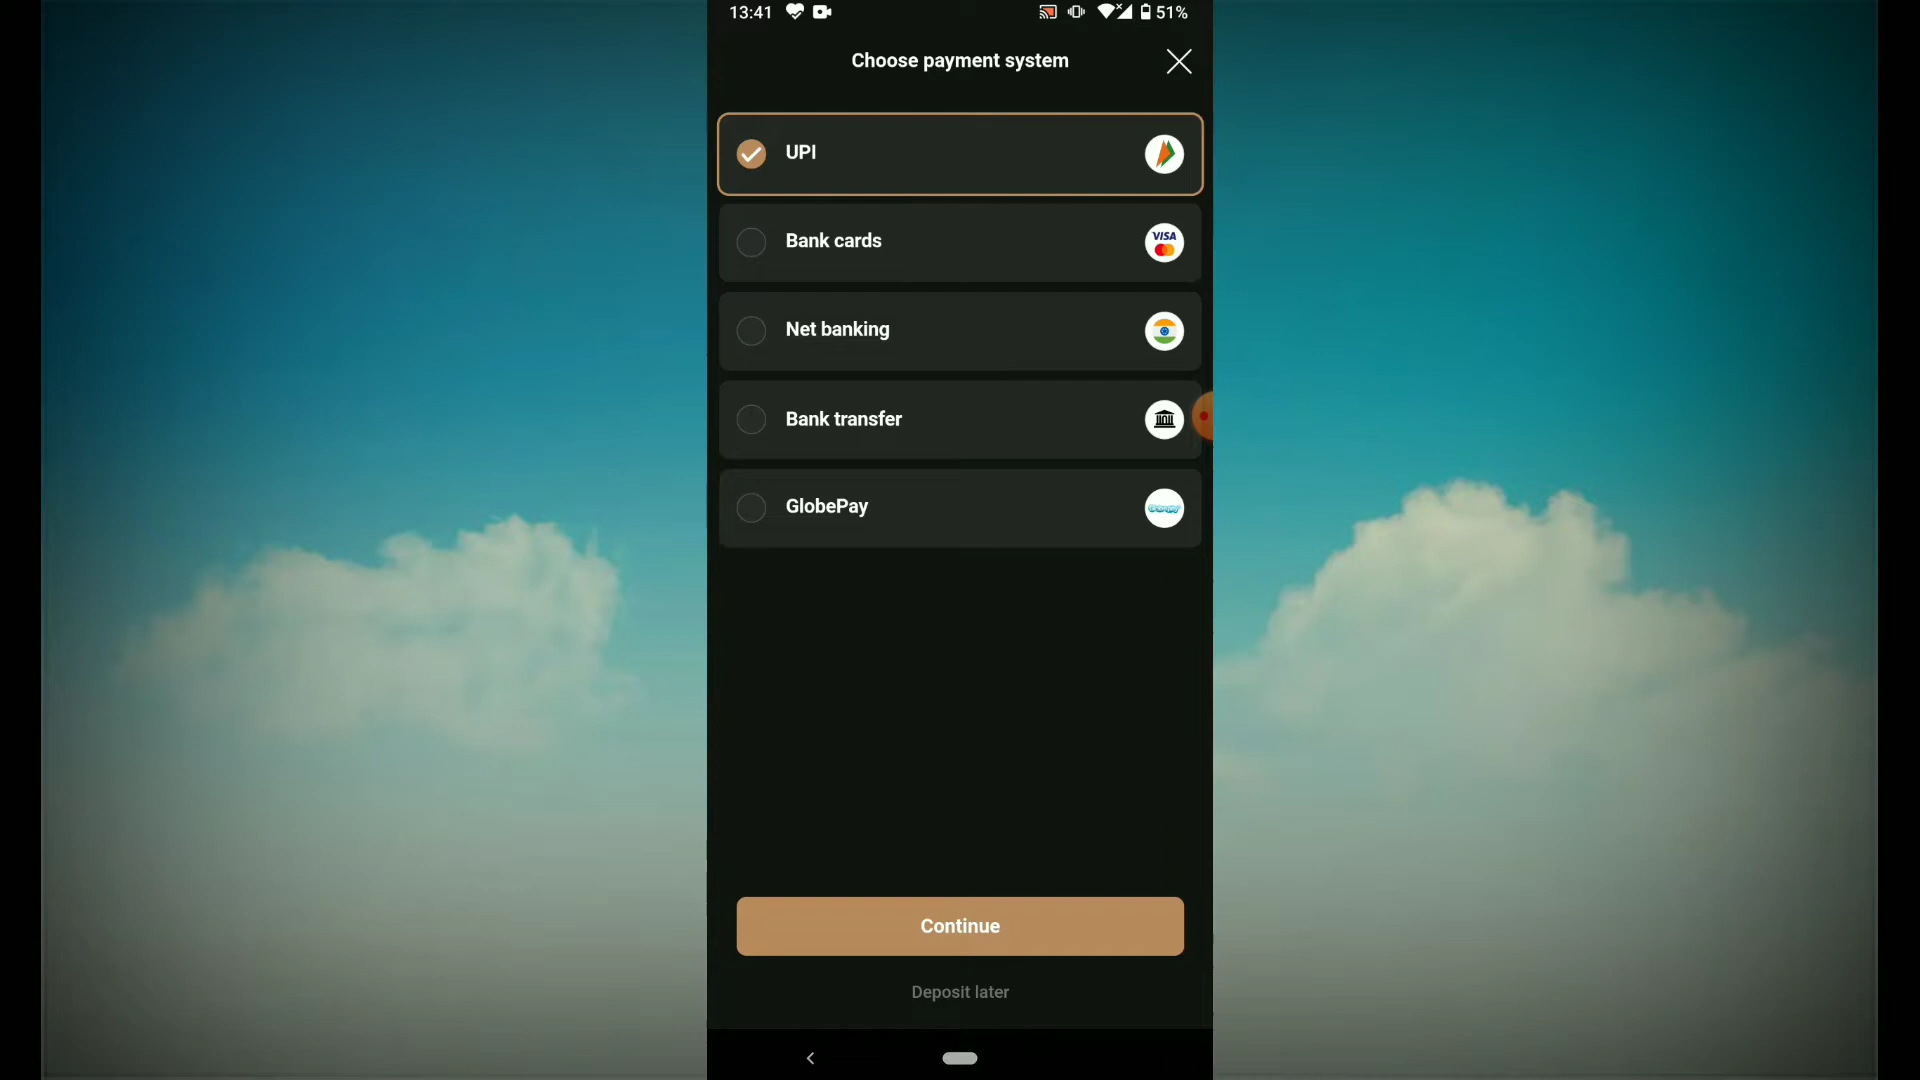 13:41
51%
Choose payment system
UPI
Bank cards
VISA
Net banking
Bank transfer
GlobePay
Continue
Deposit later